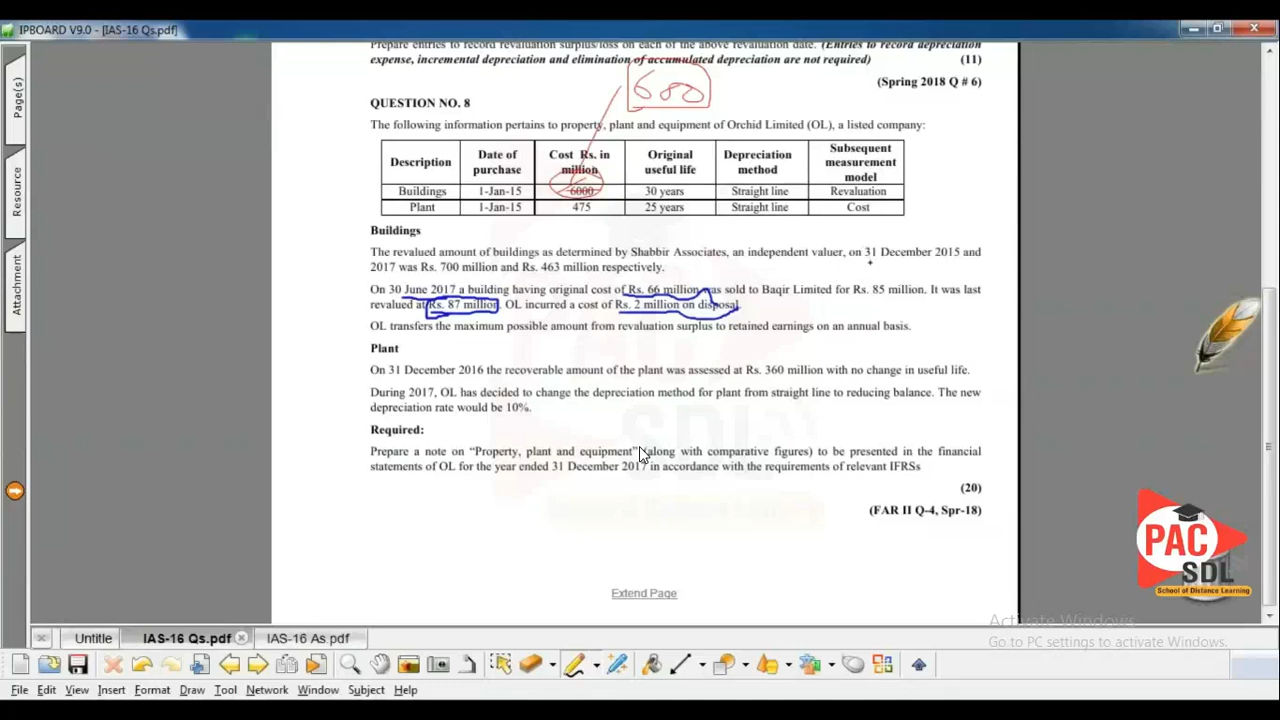 IPBOARD V9.0 - [IAS-16 Qs.pdf]
Page(s)
Resource
Attachment
Prepare entries to record revaluation surplus/loss on each of the above revaluation date. (Entries to record depreciation
expense, incremental depreciation and elimination of accumulated depreciation are not required) (11)
(Spring 2018 Q # 6)
600
QUESTION NO. 8
The following information pertains to property, plant and equipment of Orchid Limited (OL), a listed company:
Description Date of purchase Cost Rs. in million Original useful life Depreciation method Subsequent measurement model
Buildings 1-Jan-15 6000 30 years Straight line Revaluation
Plant 1-Jan-15 475 25 years Straight line Cost
Buildings
The revalued amount of buildings as determined by Shabbir Associates, an independent valuer, on 31 December 2015 and
2017 was Rs. 700 million and Rs. 463 million respectively.
On 30 June 2017 a building having original cost of Rs. 66 million was sold to Baqir Limited for Rs. 85 million. It was last
revalued at Rs. 87 million. OL incurred a cost of Rs. 2 million on disposal.
OL transfers the maximum possible amount from revaluation surplus to retained earnings on an annual basis.
Plant
On 31 December 2016 the recoverable amount of the plant was assessed at Rs. 360 million with no change in useful life.
During 2017, OL has decided to change the depreciation method for plant from straight line to reducing balance. The new
depreciation rate would be 10%.
Required:
Prepare a note on “Property, plant and equipment” (along with comparative figures) to be presented in the financial
statements of OL for the year ended 31 December 2017 in accordance with the requirements of relevant IFRSs
(20)
(FAR II Q-4, Spr-18)
PAC
SDL
School of Distance Learning
Extend Page
Activate Windows
Go to PC settings to activate Windows.
Untitle IAS-16 Qs.pdf IAS-16 As.pdf
File Edit View Insert Format Draw Tool Network Window Subject Help